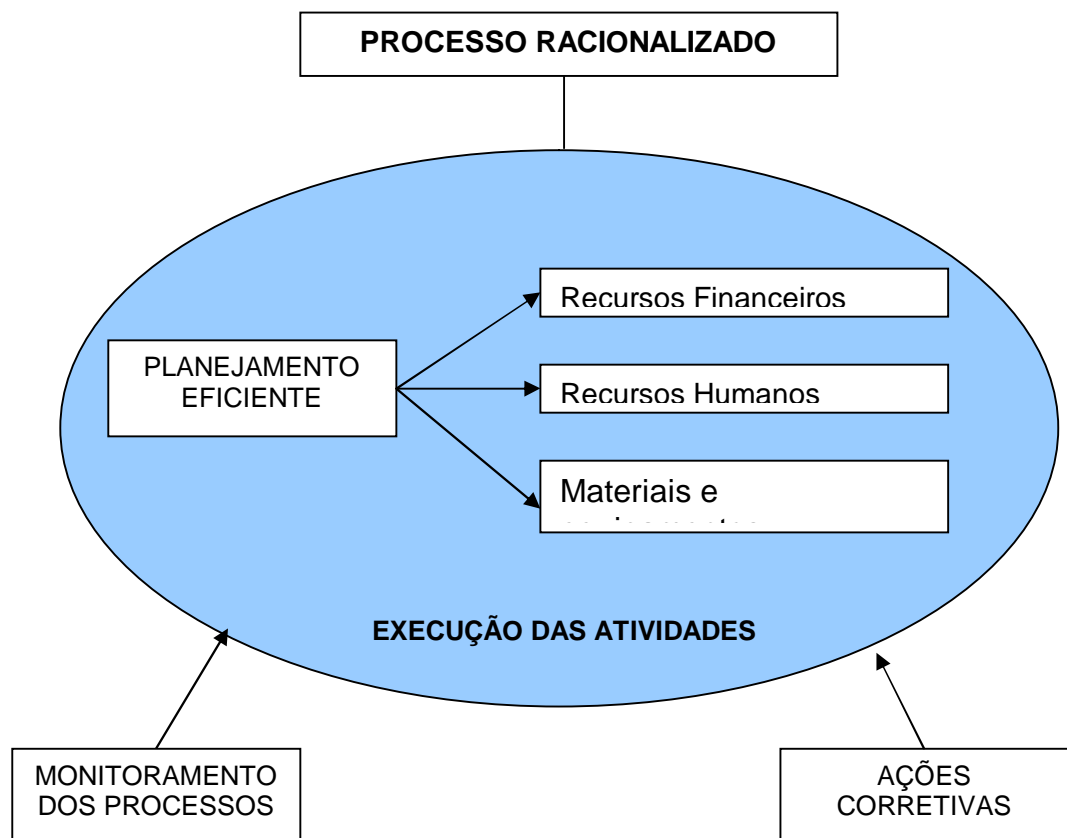 PROCESSO RACIONALIZADO
Recursos Financeiros
PLANEJAMENTO
EFICIENTE
Recursos Humanos
Materiais e
EXECUÇÃO DAS ATIVIDADES
MONITORAMENTO
DOS PROCESSOS
AÇÕES
CORRETIVAS